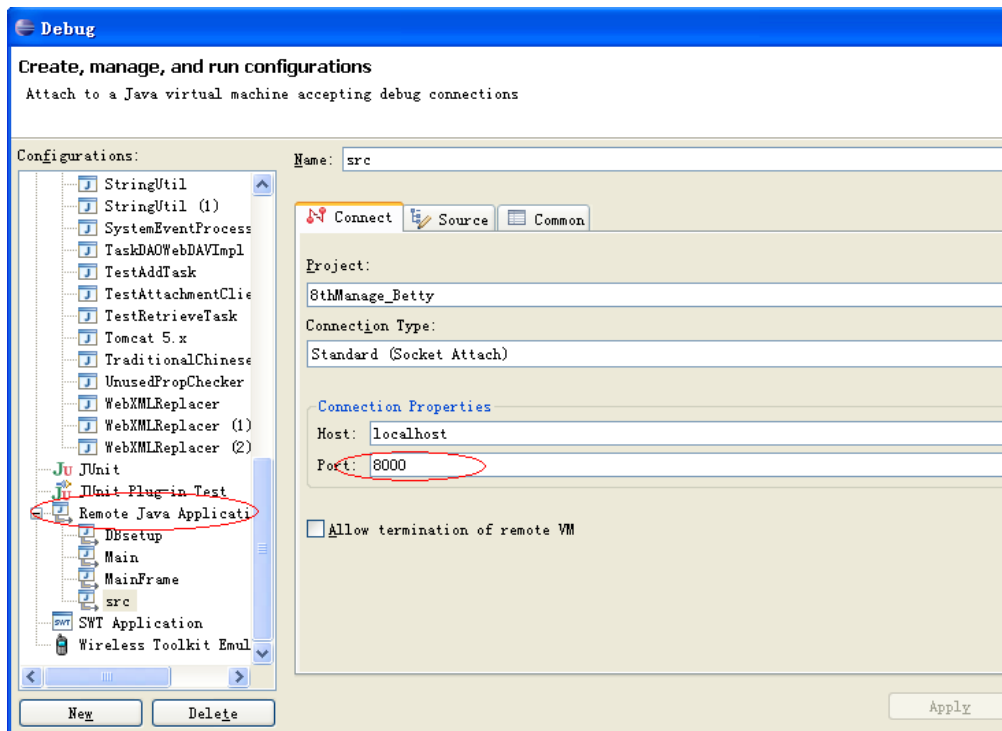 Debug
Create, manage, and run configurations
Attach to a Java virtual machine accepting debug connections
Configurations:
StringUtil
StringUtil (1)
SystemEventProcess
TaskDAOWebDAVImpl
TestAddTask
TestAttachmentClie
TestRetrieveTask
Tomcat 5.x
TraditionalChinese
UnusedPropChecker
WebXMLReplacer
WebXMLReplacer (1)
WebXMLReplacer (2)
JUnit
JUnit Plug-in Test
Remote Java Applicati
DBsetup
Main
MainFrame
src
SWT Application
Wireless Toolkit Emul
New
Delete
Name: src
Connect
Source
Common
Project:
8thManage_Betty
Connection Type:
Standard (Socket Attach)
Connection Properties
Host: localhost
Port: 8000
Allow termination of remote VM
Apply